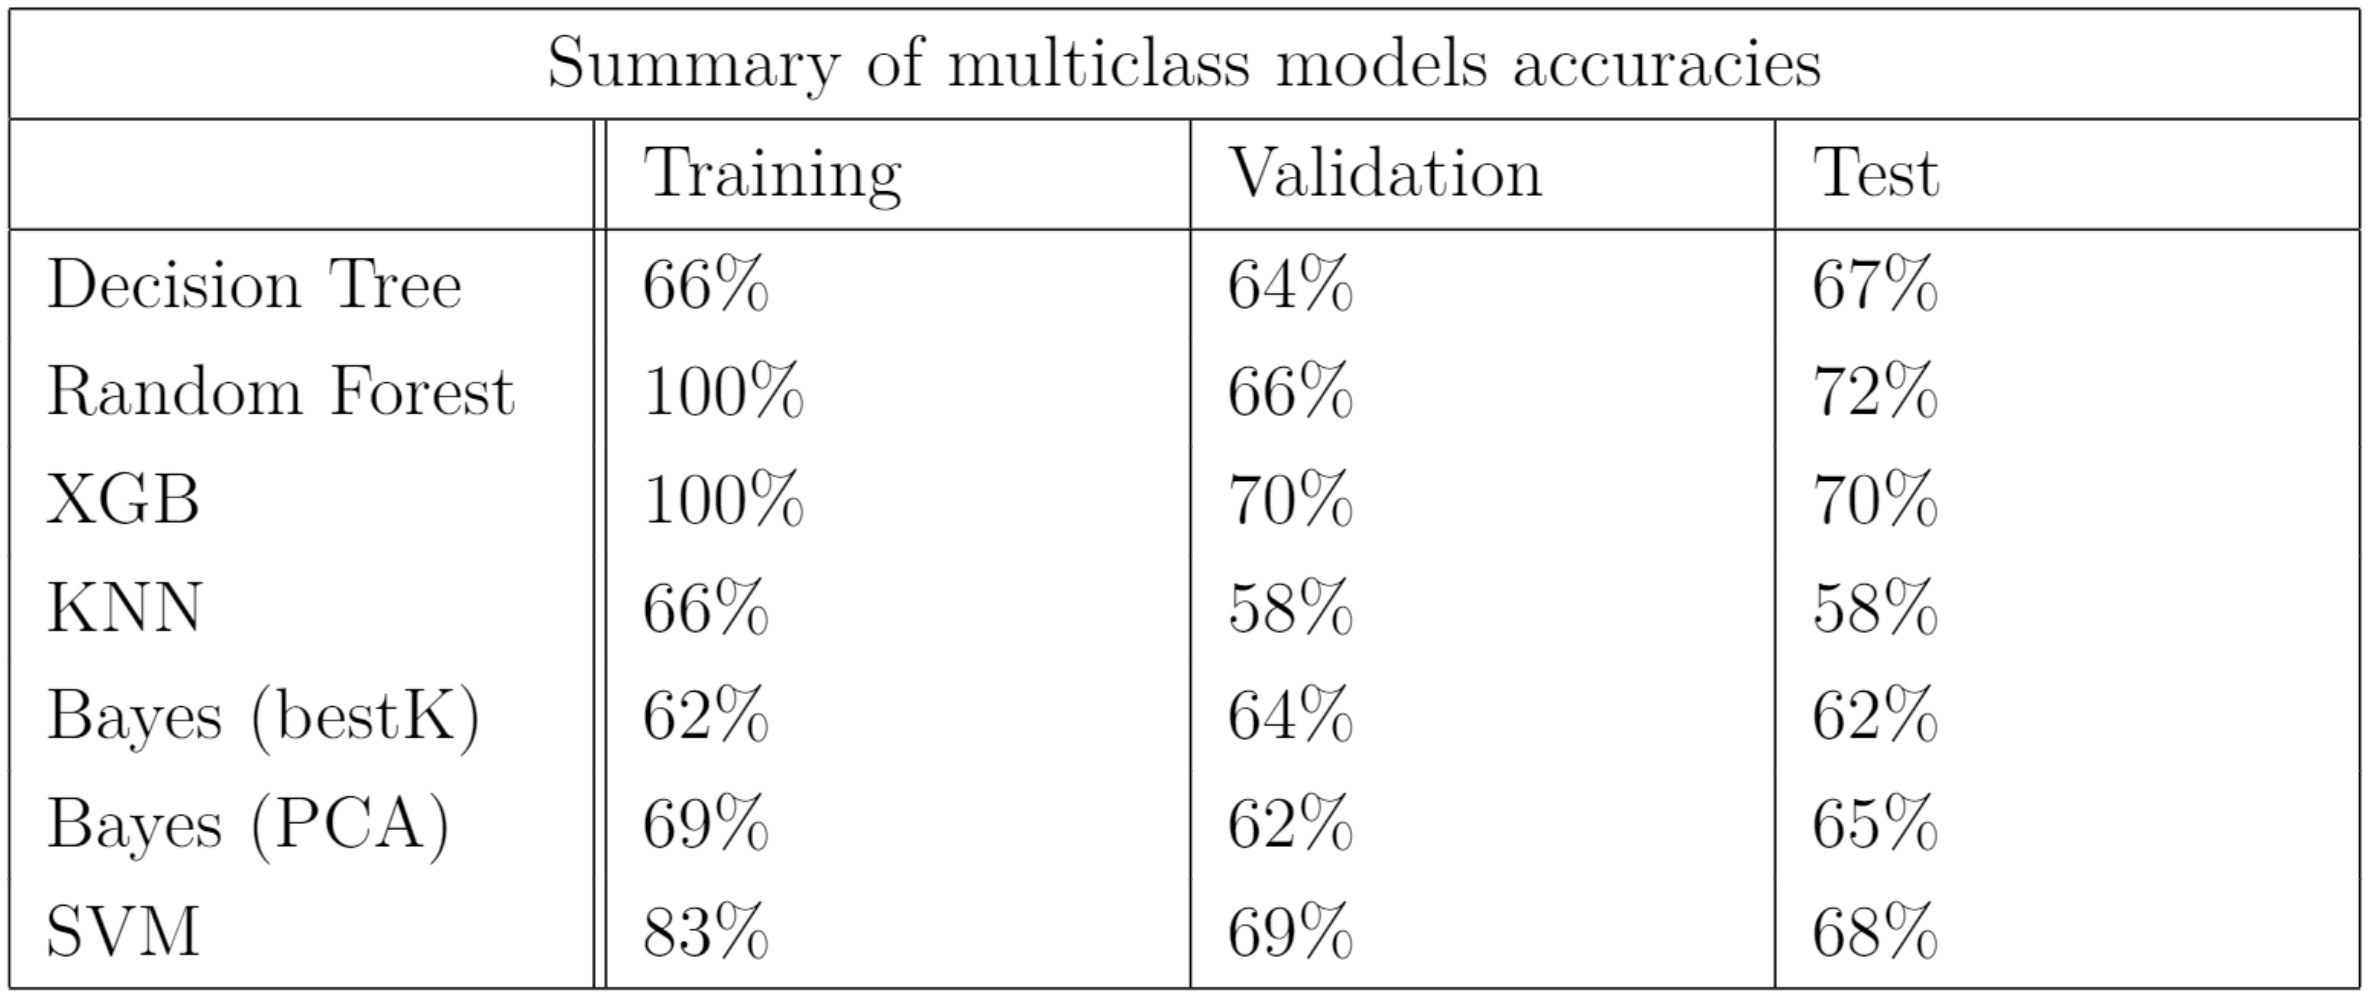 Summary of multiclass models accuracies
Training Validation Test
Decision Tree 66% 64% 67%
Random Forest 100% 66% 72%
XGB 100% 70% 70%
KNN 66% 58% 58%
Bayes (bestK) 62% 64% 62%
Bayes (PCA) 69% 62% 65%
SVM 83% 69% 68%